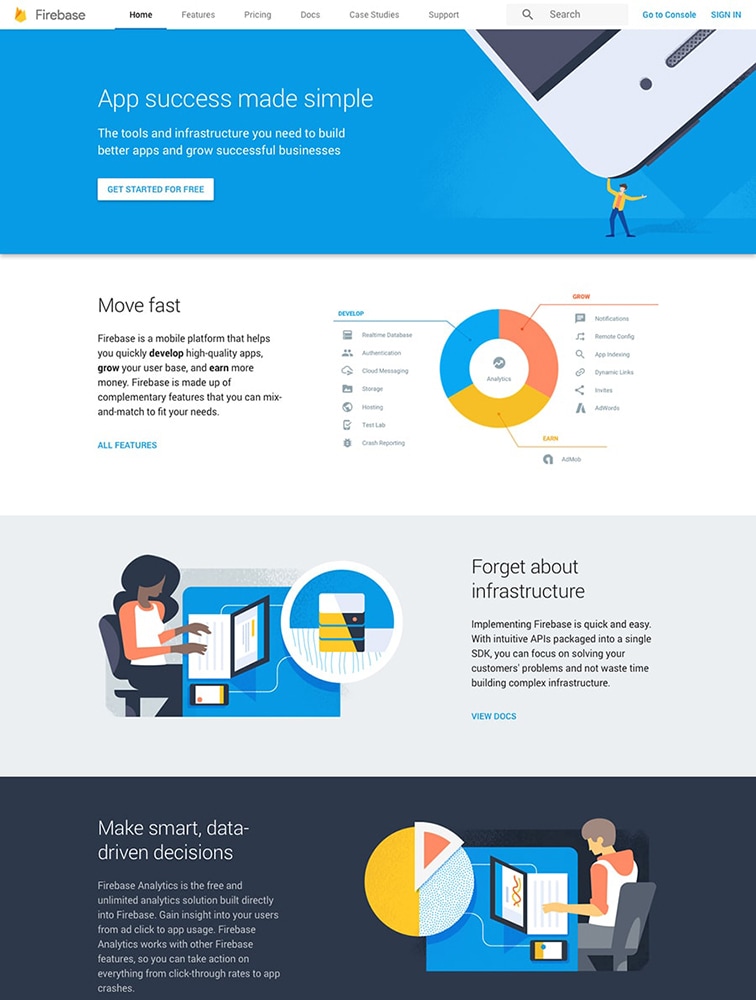 Firebase
Home
Features
Pricing
Docs
Case Studies
Support
Search
Go to Console
SIGN IN
App success made simple
The tools and infrastructure you need to build
better apps and grow successful businesses
GET STARTED FOR FREE
Move fast
Firebase is a mobile platform that helps
you quickly develop high-quality apps,
grow your user base, and earn more
money. Firebase is made up of
complementary features that you can mix-
and-match to fit your needs.
ALL FEATURES
DEVELOP
Realtime Database
Authentication
Cloud Messaging
Storage
Hosting
Test Lab
Crash Reporting
Analytics
GROW
Notifications
Remote Config
App Indexing
Dynamic Links
Invites
AdWords
EARN
AdMob
Forget about
infrastructure
Implementing Firebase is quick and easy.
With intuitive APIs packaged into a single
SDK, you can focus on solving your
customers' problems and not waste time
building complex infrastructure.
VIEW DOCS
Make smart, data-
driven decisions
Firebase Analytics is the free and
unlimited analytics solution built directly
into Firebase. Gain insight into your users
from ad click to app usage. Firebase
Analytics works with other Firebase
features, so you can take action on
everything from click-through rates to app
crashes.